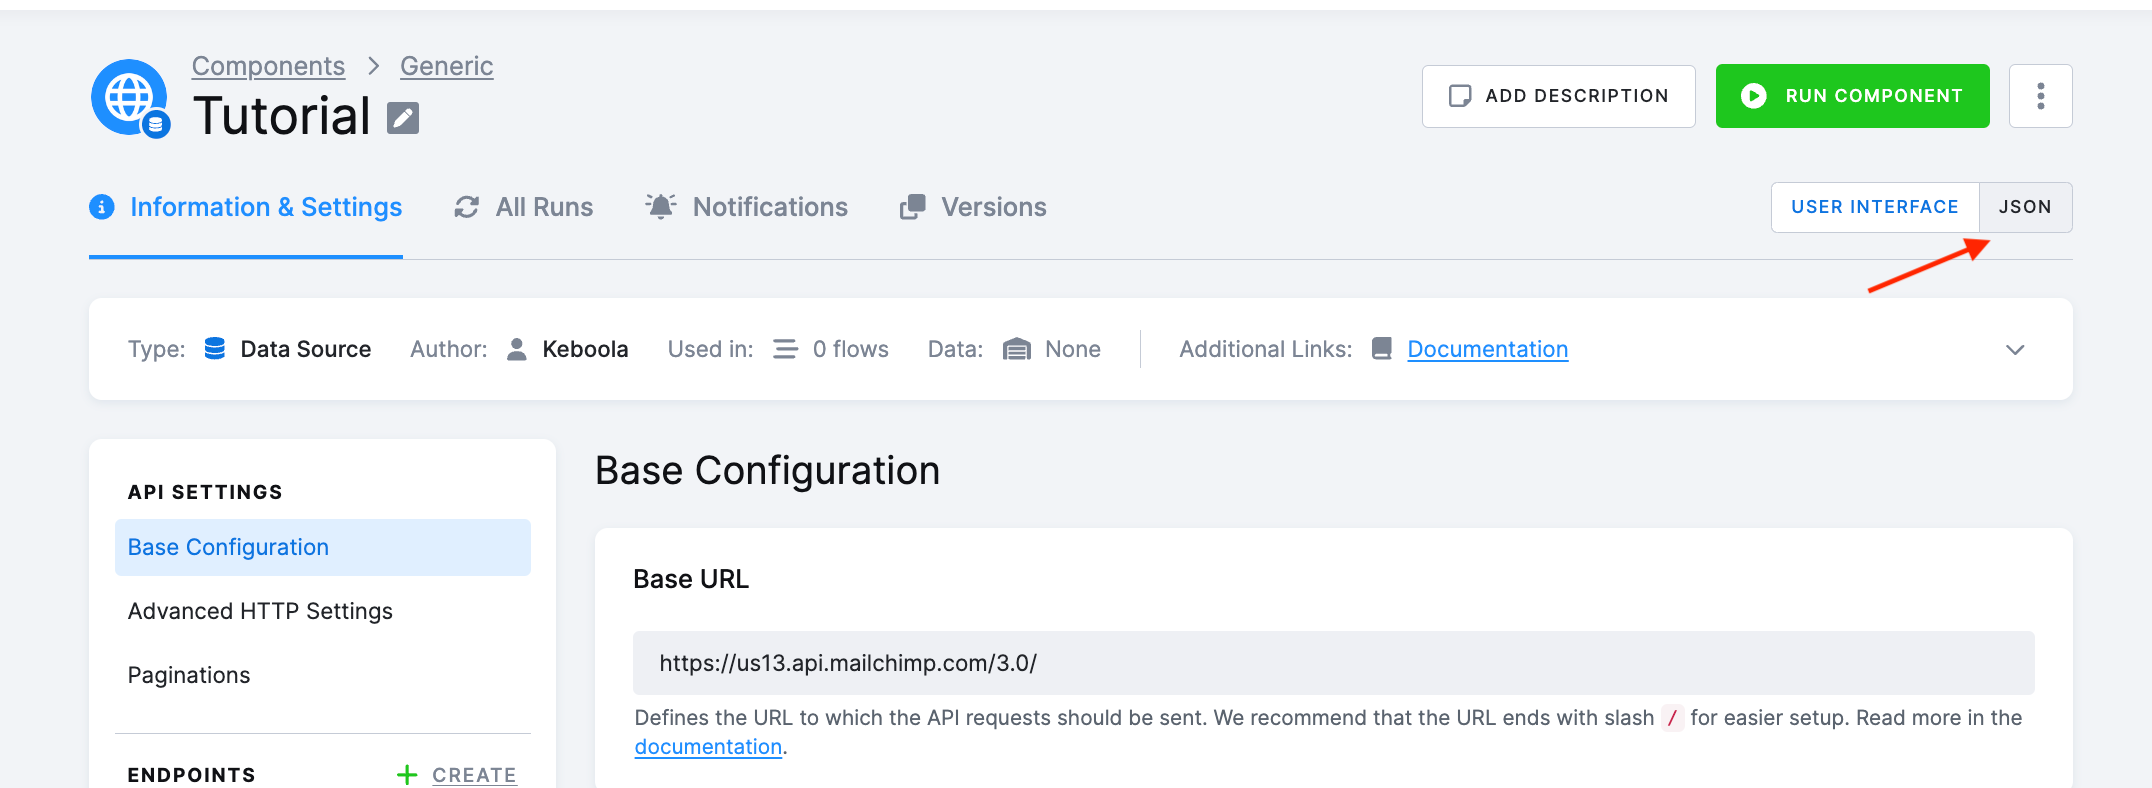 Components > Generic
Tutorial
ADD DESCRIPTION
RUN COMPONENT
Information & Settings
All Runs
Notifications
Versions
USER INTERFACE
JSON
Type: Data Source
Author: Keboola
Used in: 0 flows
Data: None
Additional Links: Documentation
API SETTINGS
Base Configuration
Advanced HTTP Settings
Paginations
ENDPOINTS
+ CREATE
Base Configuration
Base URL
https://us13.api.mailchimp.com/3.0/
Defines the URL to which the API requests should be sent. We recommend that the URL ends with slash / for easier setup. Read more in the
documentation.